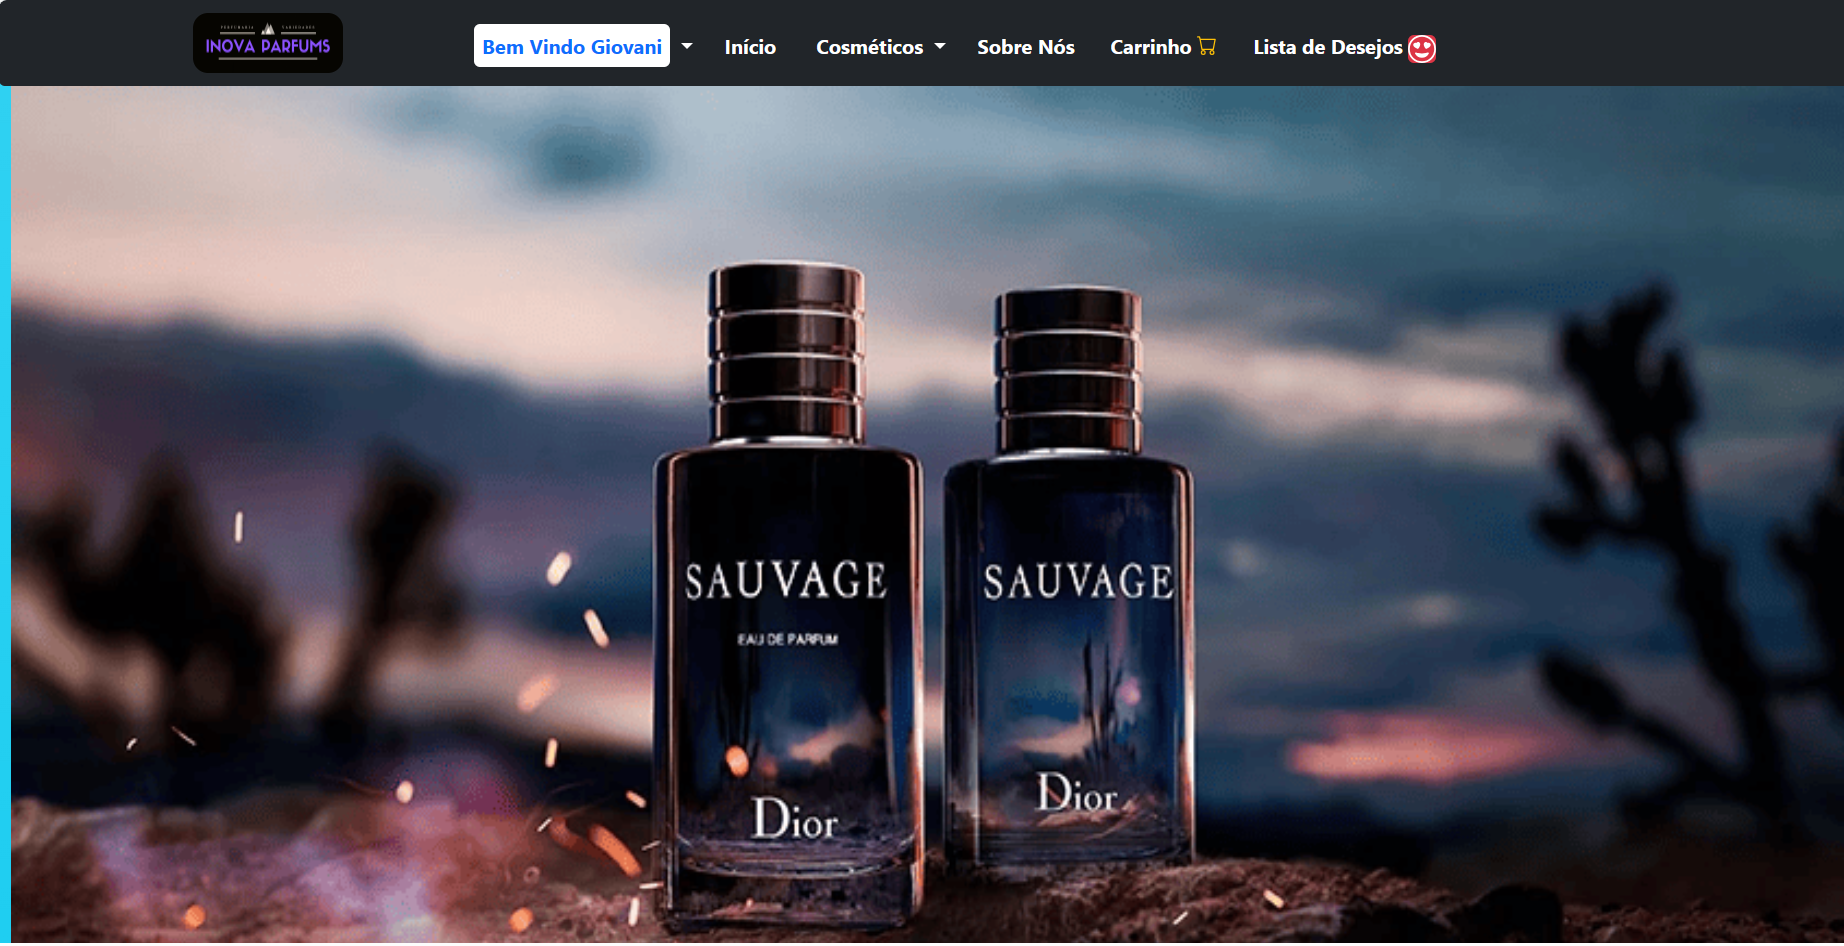 PERFUMARIA VARIEDADES
INOVA PARFUMS
Bem Vindo Giovani
Início
Cosméticos
Sobre Nós
Carrinho
Lista de Desejos
SAUVAGE
EAU DE PARFUM
Dior
SAUVAGE
Dior